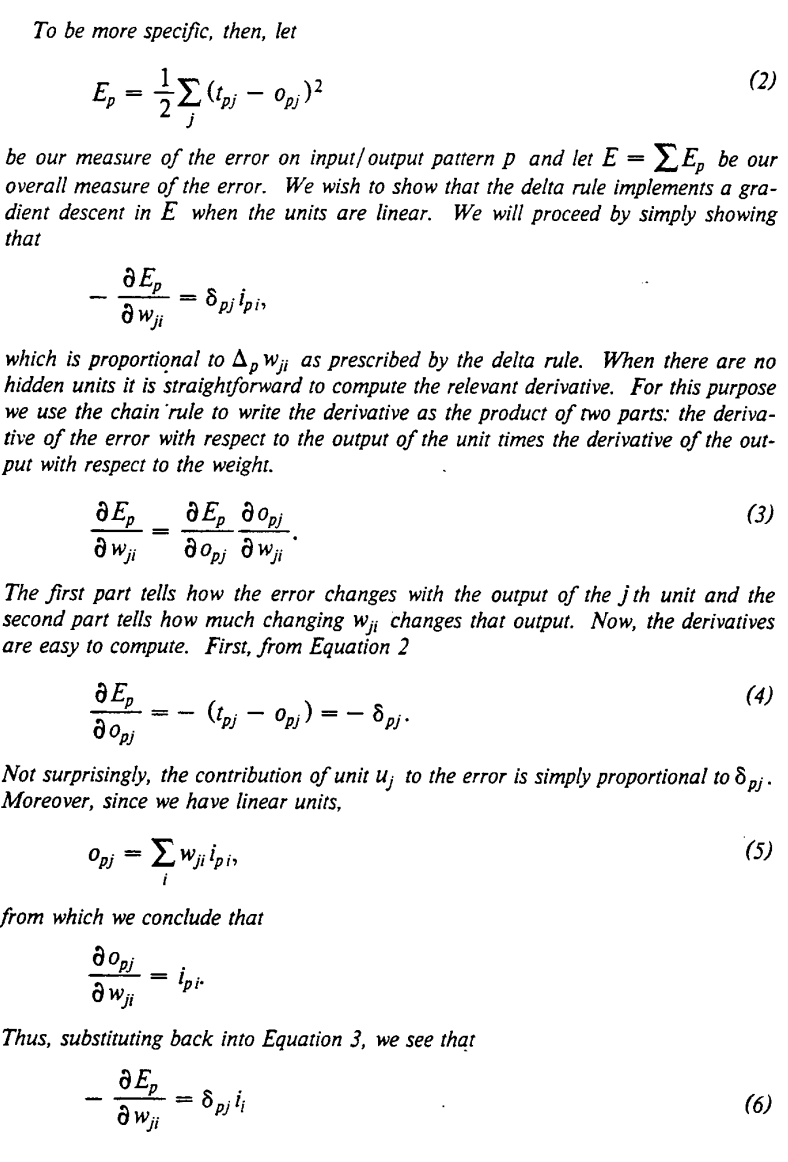 To be more specific, then, let
E_p = \frac{1}{2} \sum_j (t_{pj} - o_{pj})^2 (2)
be our measure of the error on input/output pattern p and let E = \sum E_p be our
overall measure of the error. We wish to show that the delta rule implements a gra-
dient descent in E when the units are linear. We will proceed by simply showing
that
- \frac{\partial E_p}{\partial w_{ji}} = \delta_{pj} i_{pi},
which is proportional to \Delta_p w_{ji} as prescribed by the delta rule. When there are no
hidden units it is straightforward to compute the relevant derivative. For this purpose
we use the chain rule to write the derivative as the product of two parts: the deriva-
tive of the error with respect to the output of the unit times the derivative of the out-
put with respect to the weight.
\frac{\partial E_p}{\partial w_{ji}} = \frac{\partial E_p}{\partial o_{pj}} \frac{\partial o_{pj}}{\partial w_{ji}}. (3)
The first part tells how the error changes with the output of the j th unit and the
second part tells how much changing w_{ji} changes that output. Now, the derivatives
are easy to compute. First, from Equation 2
\frac{\partial E_p}{\partial o_{pj}} = - (t_{pj} - o_{pj}) = - \delta_{pj}. (4)
Not surprisingly, the contribution of unit u_j to the error is simply proportional to \delta_{pj}.
Moreover, since we have linear units,
o_{pj} = \sum_i w_{ji} i_{pi}, (5)
from which we conclude that
\frac{\partial o_{pj}}{\partial w_{ji}} = i_{pi}.
Thus, substituting back into Equation 3, we see that
- \frac{\partial E_p}{\partial w_{ji}} = \delta_{pj} i_i (6)